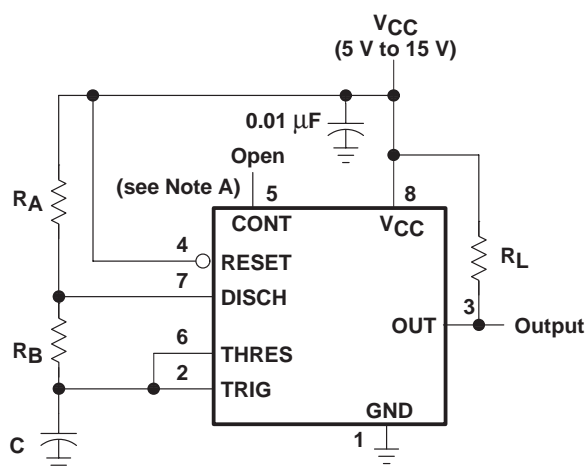 VCC
(5 V to 15 V)
0.01 μF
Open
(see Note A)
5
8
RA
CONT
VCC
4
RESET
RL
7
DISCH
3
OUT
Output
RB
6
THRES
2
TRIG
GND
C
1